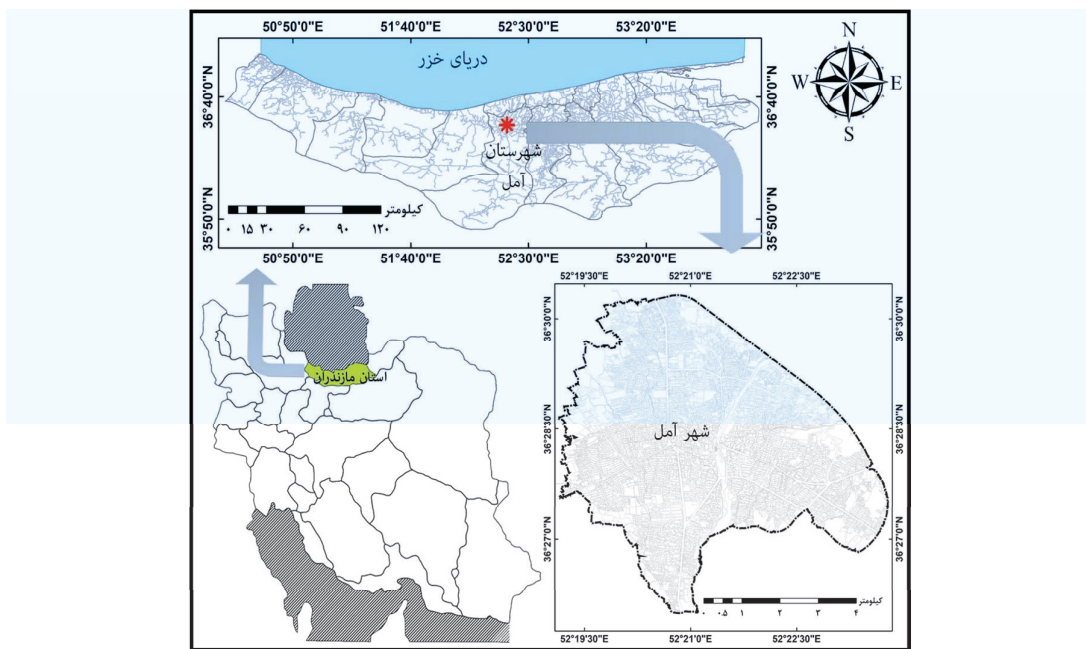 50°50'0"E 51°40'0"E 52°30'0"E 53°20'0"E
N
W E
S
36°40'0"N 36°40'0"N
دریای خزر
شهرستان
آمل
35°50'0"N 35°50'0"N
کیلومتر
۰ ۱۵ ۳۰ ۶۰ ۹۰ ۱۲۰
50°50'0"E 51°40'0"E 52°30'0"E 53°20'0"E
استان مازندران
52°19'30"E 52°21'0"E 52°22'30"E
36°30'0"N 36°30'0"N
شهر آمل
36°28'30"N 36°28'30"N
36°27'0"N 36°27'0"N
کیلومتر
۰ ۰.۵ ۱ ۲ ۳ ۴
52°19'30"E 52°21'0"E 52°22'30"E